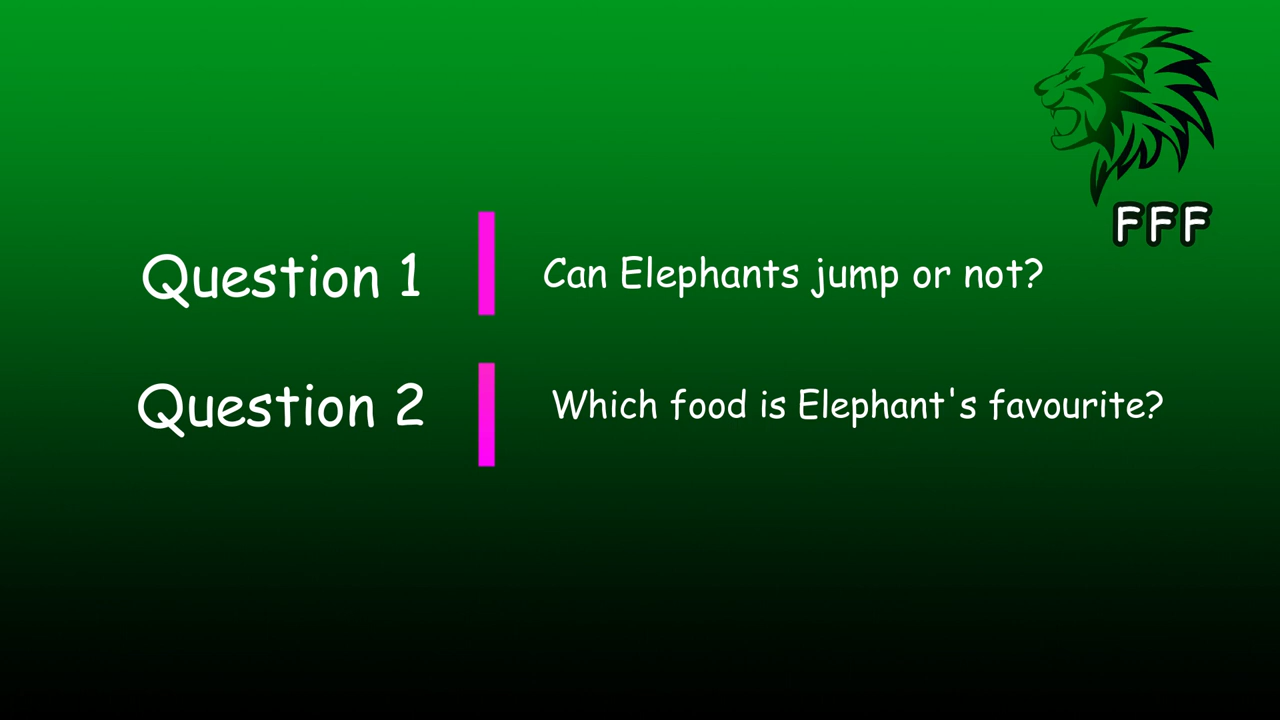 FFF
Question 1
Can Elephants jump or not?
Question 2
Which food is Elephant's favourite?